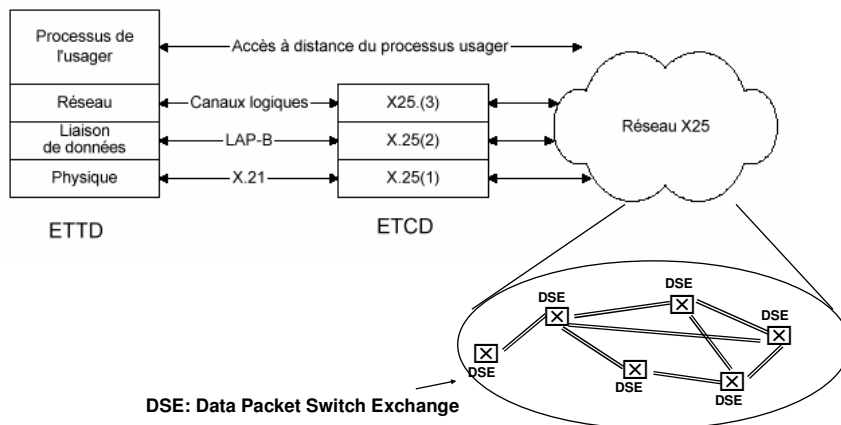 Processus de
l'usager
Accès à distance du processus usager
Réseau
Canaux logiques
X25.(3)
Liaison
de données
LAP-B
X.25(2)
Physique
X.21
X.25(1)
Réseau X25
ETTD
ETCD
DSE
DSE
DSE
DSE
DSE
DSE
DSE: Data Packet Switch Exchange